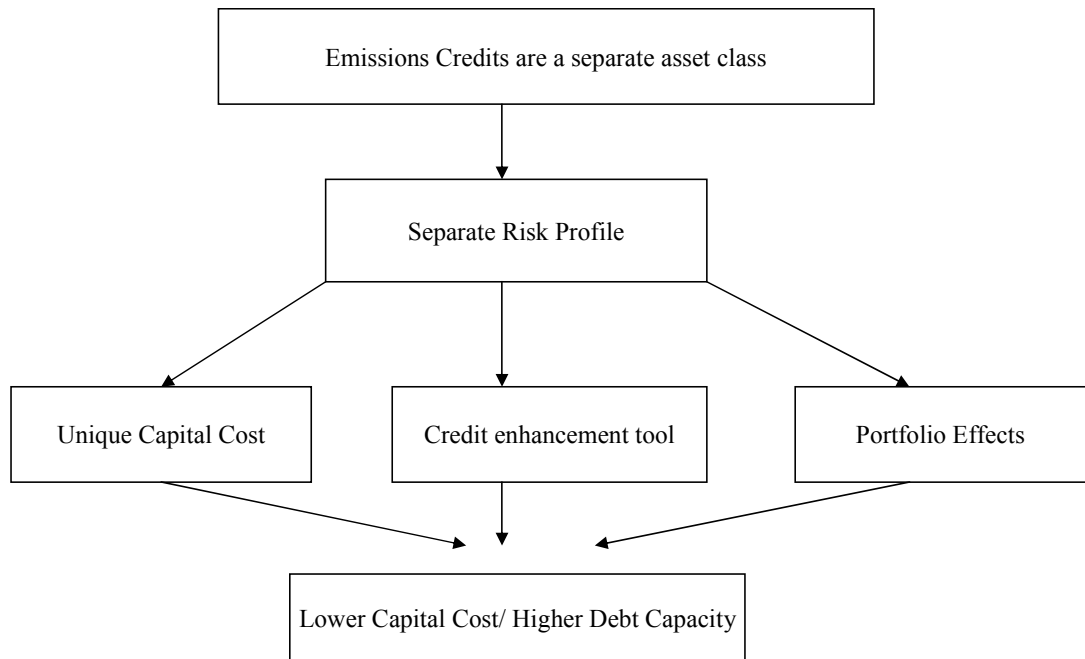 Emissions Credits are a separate asset class
Separate Risk Profile
Unique Capital Cost
Credit enhancement tool
Portfolio Effects
Lower Capital Cost/ Higher Debt Capacity